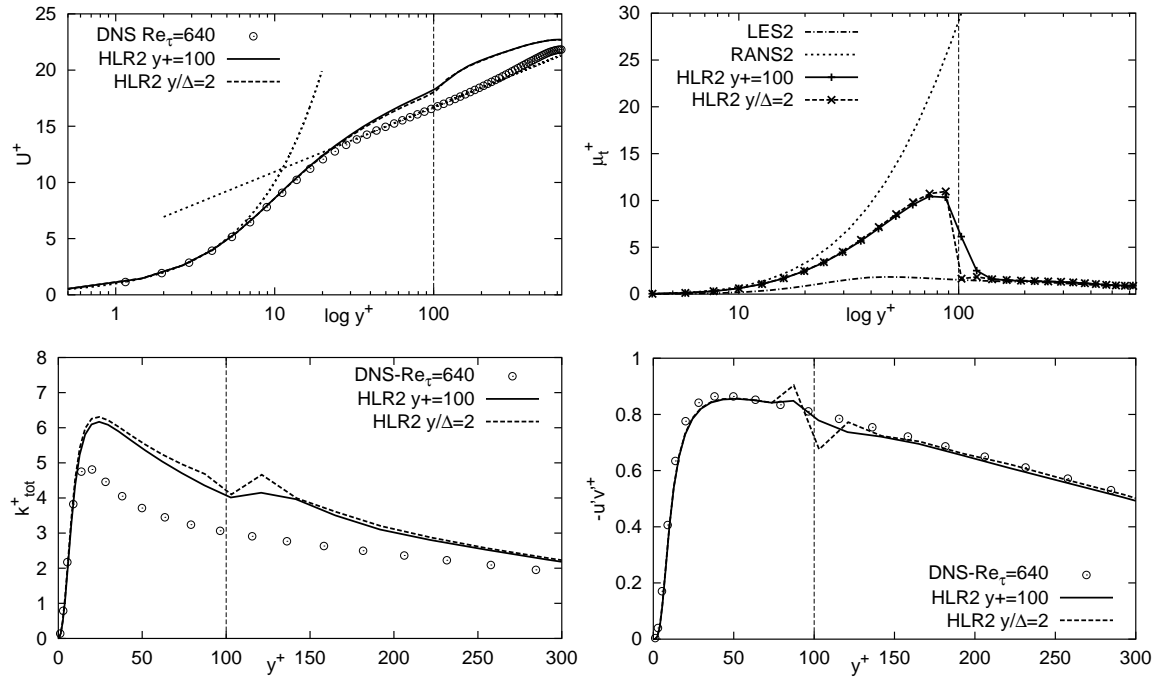 25
20
15
10
5
0
U⁺
DNS Reτ=640
HLR2 y+=100
HLR2 y/Δ=2
1
10
100
log y⁺
30
25
20
15
10
5
0
μt⁺
LES2
RANS2
HLR2 y+=100
HLR2 y/Δ=2
10
100
log y⁺
8
7
6
5
4
3
2
1
0
k⁺tot
DNS-Reτ=640
HLR2 y+=100
HLR2 y/Δ=2
0
50
100
150
200
250
300
y⁺
1
0.8
0.6
0.4
0.2
0
-u'v'⁺
DNS-Reτ=640
HLR2 y+=100
HLR2 y/Δ=2
0
50
100
150
200
250
300
y⁺